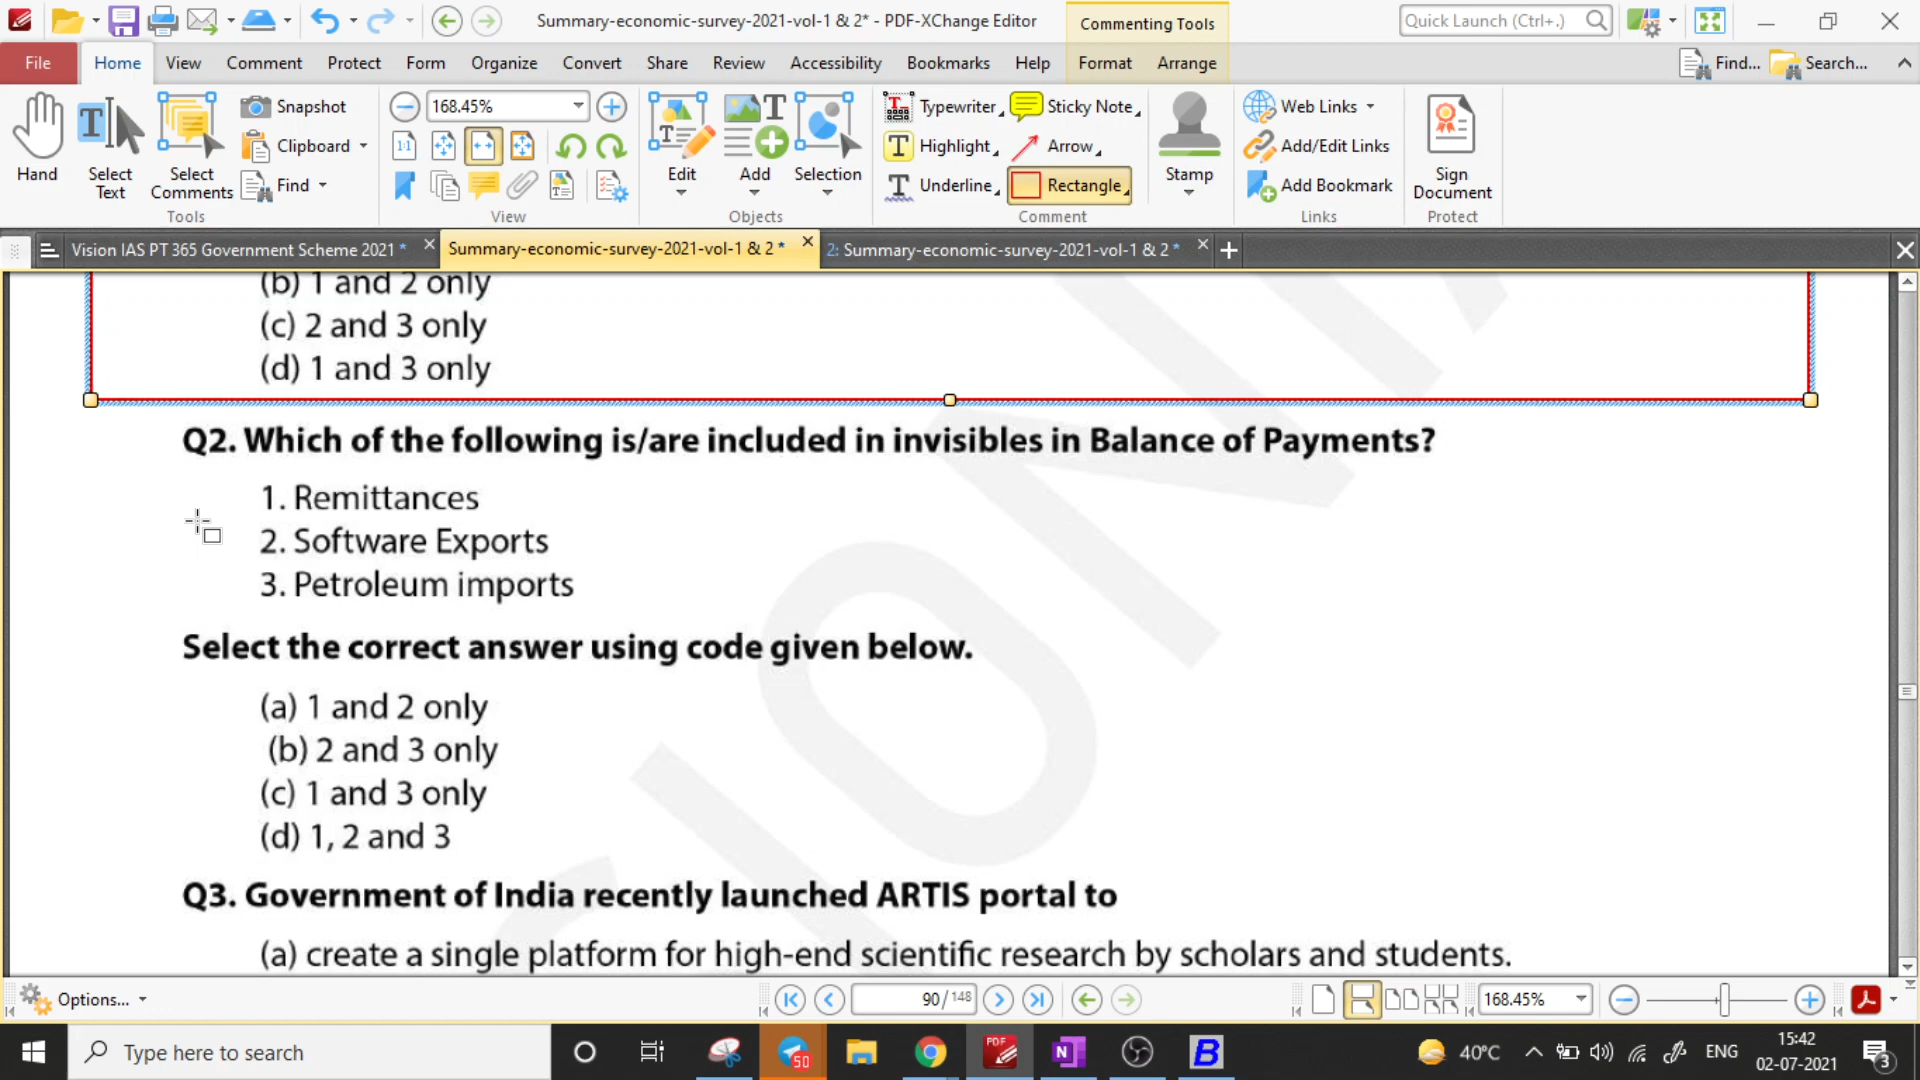 Summary-economic-survey-2021-vol-1 & 2* - PDF-XChange Editor
Commenting Tools
Quick Launch (Ctrl+.)
File Home View Comment Protect Form Organize Convert Share Review Accessibility Bookmarks Help Format Arrange Find... Search...
Hand
Select Text
Select Comments
Snapshot
Clipboard
Find
Tools
168.45%
1:1
View
Edit
Add
Selection
Objects
Typewriter
Sticky Note
Highlight
Arrow
Underline
Rectangle
Comment
Stamp
Web Links
Add/Edit Links
Add Bookmark
Links
Sign Document
Protect
Vision IAS PT 365 Government Scheme 2021 *
Summary-economic-survey-2021-vol-1 & 2 *
2: Summary-economic-survey-2021-vol-1 & 2 *
(b) 1 and 2 only
(c) 2 and 3 only
(d) 1 and 3 only
Q2. Which of the following is/are included in invisibles in Balance of Payments?
1. Remittances
2. Software Exports
3. Petroleum imports
Select the correct answer using code given below.
(a) 1 and 2 only
(b) 2 and 3 only
(c) 1 and 3 only
(d) 1, 2 and 3
Q3. Government of India recently launched ARTIS portal to
(a) create a single platform for high-end scientific research by scholars and students.
Options...
90 / 148
168.45%
Type here to search
50
PDF
N
B
40°C
ENG
15:42
02-07-2021
3